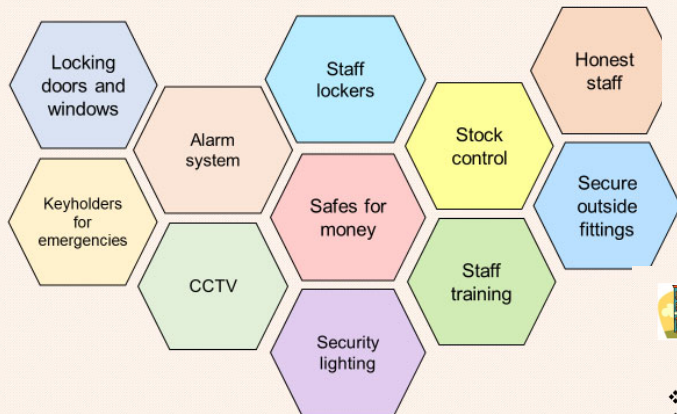 Locking
doors and
windows
Alarm
system
Staff
lockers
Stock
control
Honest
staff
Keyholders
for
emergencies
CCTV
Safes for
money
Staff
training
Secure
outside
fittings
Security
lighting